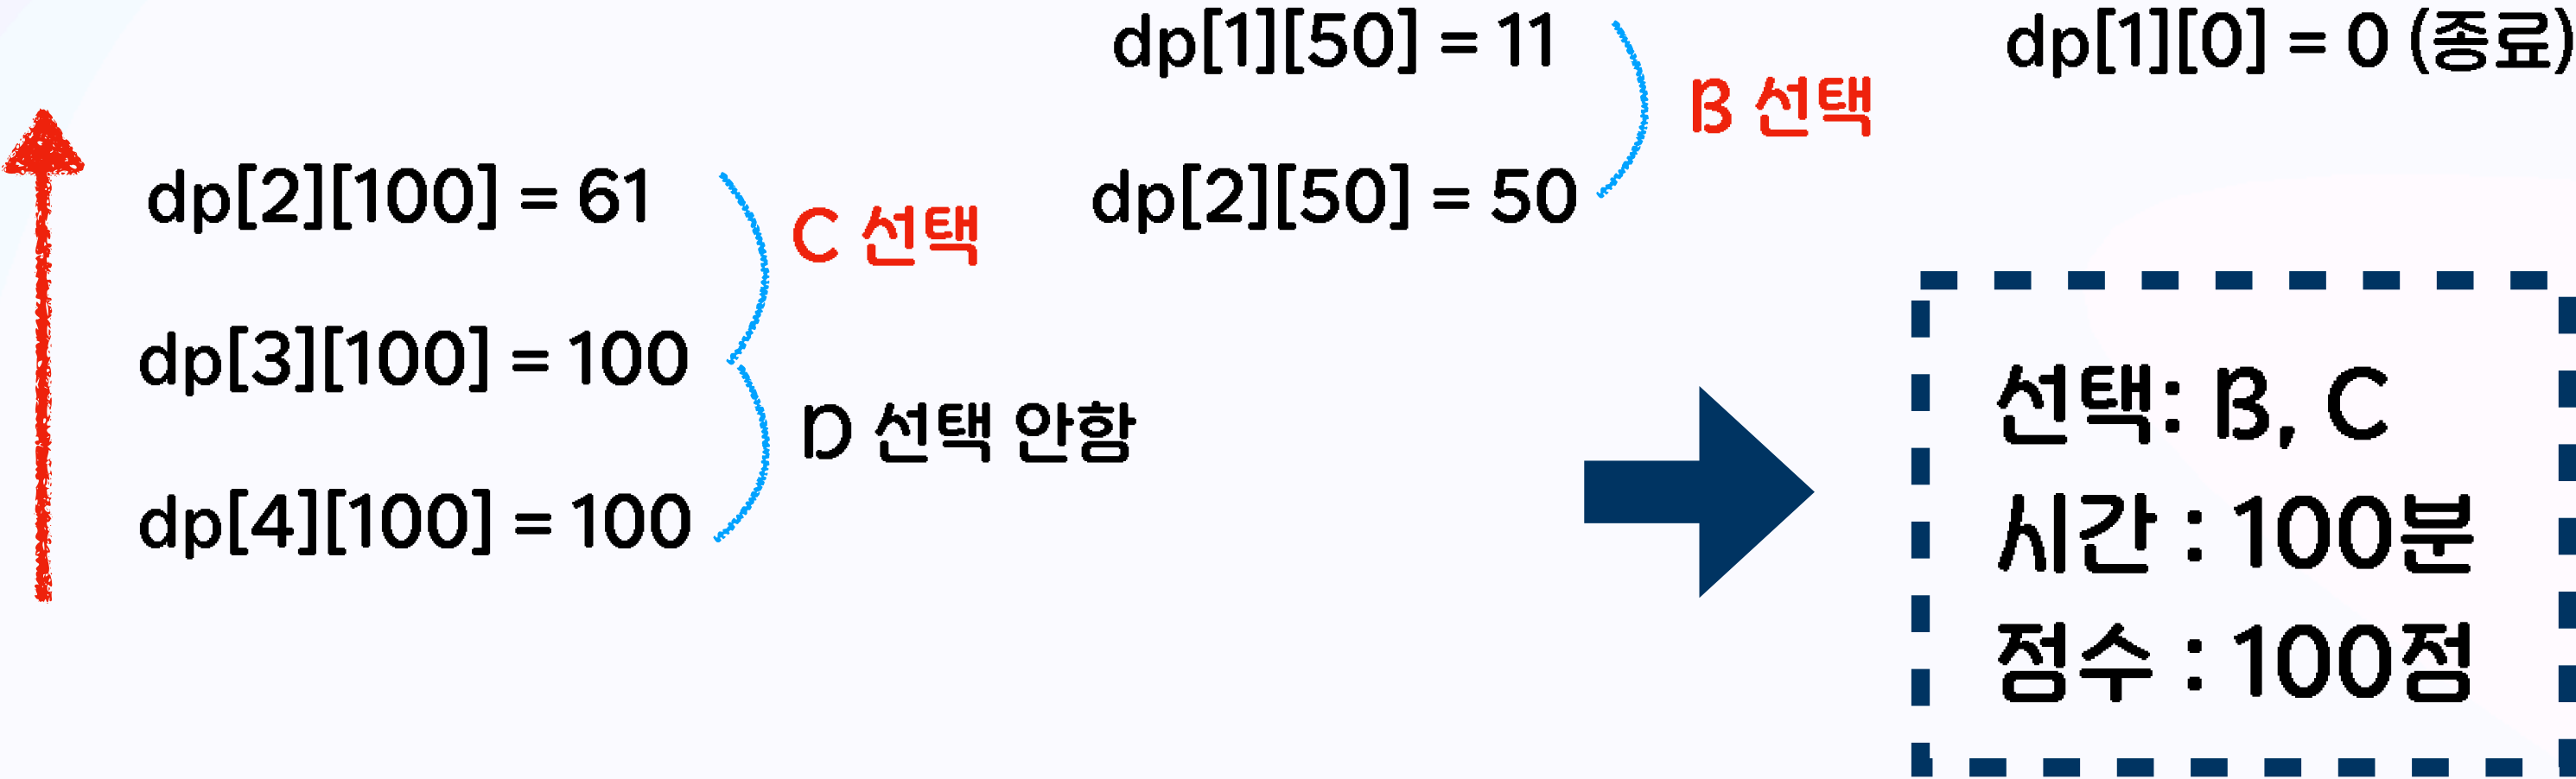 dp[2][100] = 61
C 선택
dp[3][100] = 100
D 선택 안함
dp[4][100] = 100
dp[1][50] = 11
B 선택
dp[2][50] = 50
dp[1][0] = 0 (종료)
선택: B, C
시간 : 100분
점수 : 100점